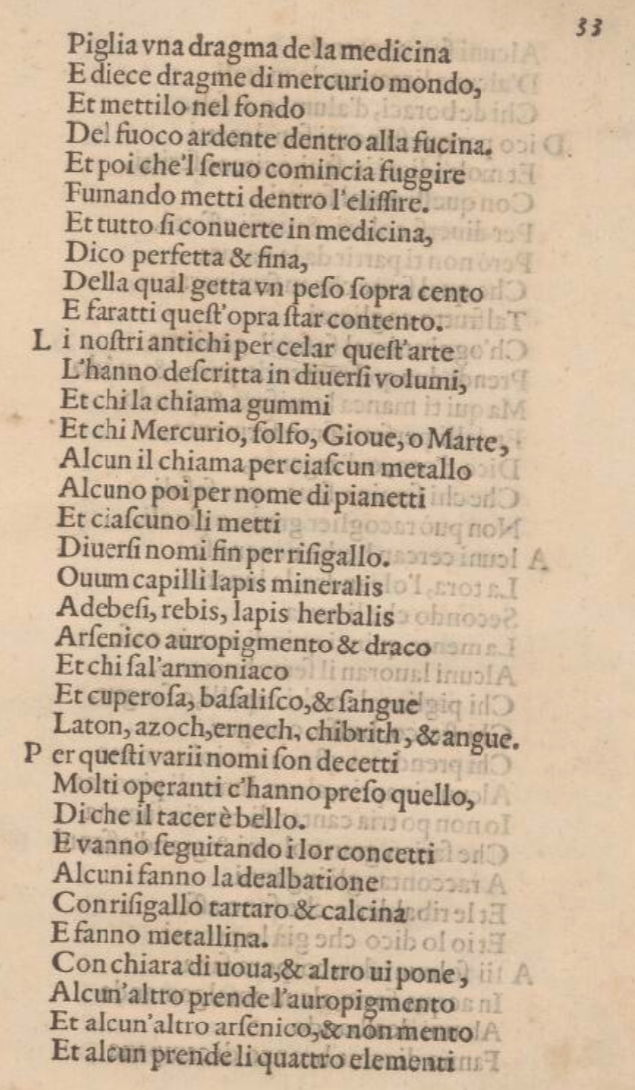 33
Piglia vna dragma de la medicina
E diece dragme di mercurio mondo,
Et mettilo nel fondo
Del fuoco ardente dentro alla fucina.
Et poi che'l ſeruo comincia fuggire
Fumando metti dentro l'eliſſire.
Et tutto ſi conuerte in medicina,
Dico perfetta & fina,
Della qual getta vn peſo ſopra cento
E faratti queſt'opra ſtar contento.
L i noſtri antichi per celar queſt'arte
L'hanno deſcritta in diuerſi volumi,
Et chi la chiama gummi
Et chi Mercurio, ſolfo, Gioue, o Marte,
Alcun il chiama per ciaſcun metallo
Alcuno poi per nome di pianetti
Et ciaſcuno li metti
Diuerſi nomi fin per riſigallo.
Ouum capilli lapis mineralis
Adebeſi, rebis, lapis herbalis
Arſenico auropigmento & draco
Et chi ſal'armoniaco
Et cuperoſa, baſaliſco,& ſangue
Laton, azoch,ernech, chibrith, & angue.
P er queſti varii nomi ſon decetti
Molti operanti c'hanno preſo quello,
Di che il tacer è bello.
E vanno ſeguitando i lor concetti
Alcuni fanno la dealbatione
Con riſigallo tartaro & calcina
E fanno metallina.
Con chiara di uoua,& altro ui pone,
Alcun'altro prende l'auropigmento
Et alcun'altro arſenico,& nõn mento
Et alcun prende li quattro elementi